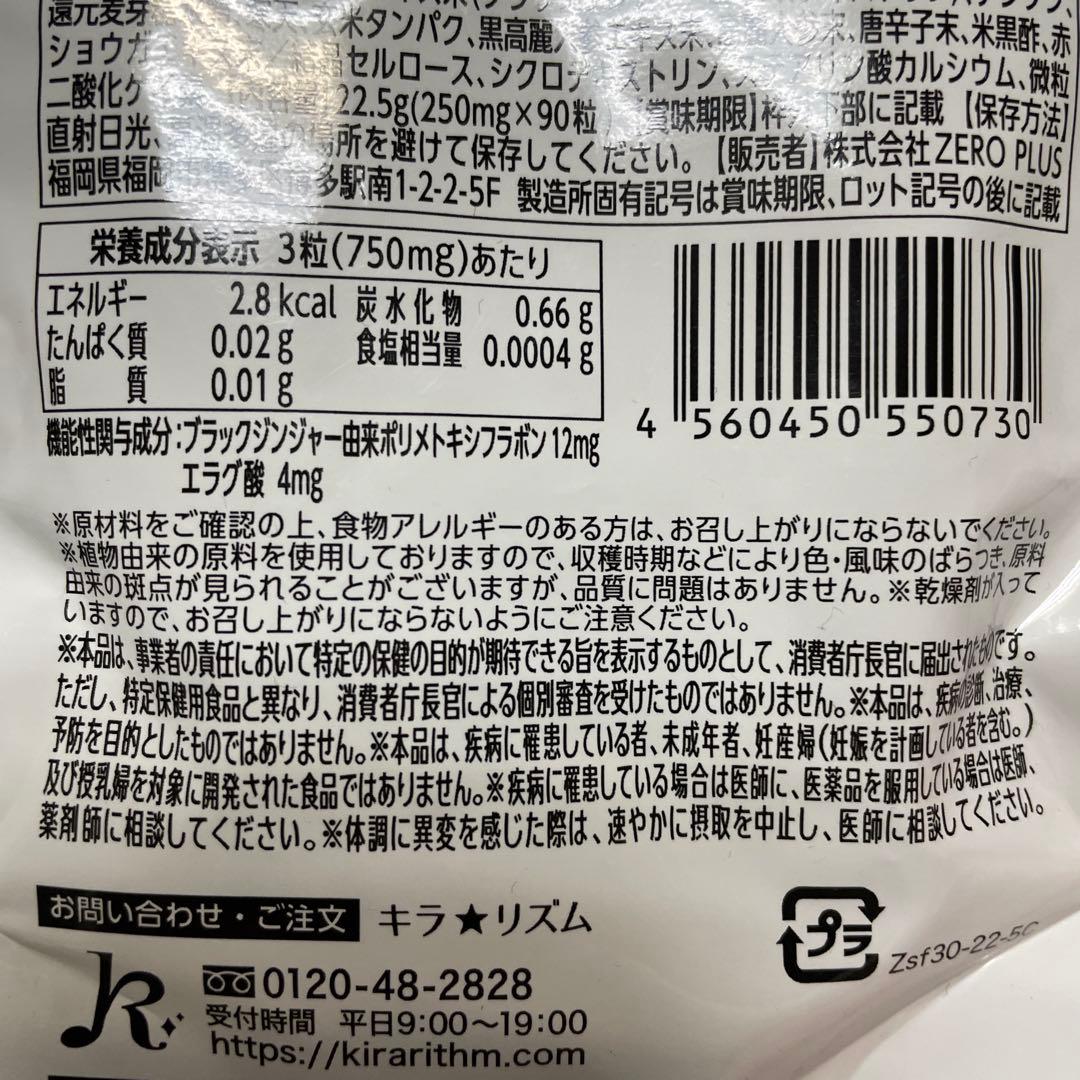 還元麦芽
米タンパク、黒高麗
エキス末、
末、唐辛子末、米黒酢、赤
ショウガ
セルロース、シクロデキストリン、
リン酸カルシウム、微粒
二酸化ケ
22.5g(250mg×90粒)【賞味期限】枠外下部に記載【保存方法】
直射日光、
場所を避けて保存してください。【販売者】株式会社ZERO PLUS
福岡県福岡市
博多駅南1-2-2-5F 製造所固有記号は賞味期限、ロット記号の後に記載
栄養成分表示 3粒(750mg)あたり
エネルギー 2.8kcal 炭水化物 0.66g
たんぱく質 0.02g 食塩相当量 0.0004g
脂質 0.01g
4 560450 550730
機能性関与成分:ブラックジンジャー由来ポリメトキシフラボン12mg
エラグ酸 4mg
※原材料をご確認の上、食物アレルギーのある方は、お召し上がりにならないでください。
※植物由来の原料を使用しておりますので、収穫時期などにより色・風味のばらつき、原料
由来の斑点が見られることがございますが、品質に問題はありません。※乾燥剤が入って
いますので、お召し上がりにならないようにご注意ください。
※本品は、事業者の責任において特定の保健の目的が期待できる旨を表示するものとして、消費者庁長官に届出されたものです。
ただし、特定保健用食品と異なり、消費者庁長官による個別審査を受けたものではありません。※本品は、疾病の診断、治療、
予防を目的としたものではありません。※本品は、疾病に罹患している者、未成年者、妊産婦(妊娠を計画している者を含む。)
及び授乳婦を対象に開発された食品ではありません。※疾病に罹患している場合は医師に、医薬品を服用している場合は医師、
薬剤師に相談してください。※体調に異変を感じた際は、速やかに摂取を中止し、医師に相談してください。
お問い合わせ・ご注文 キラ★リズム
プラ
Zsf30-22-5C
0120-48-2828
受付時間 平日9:00～19:00
https://kirarithm.com